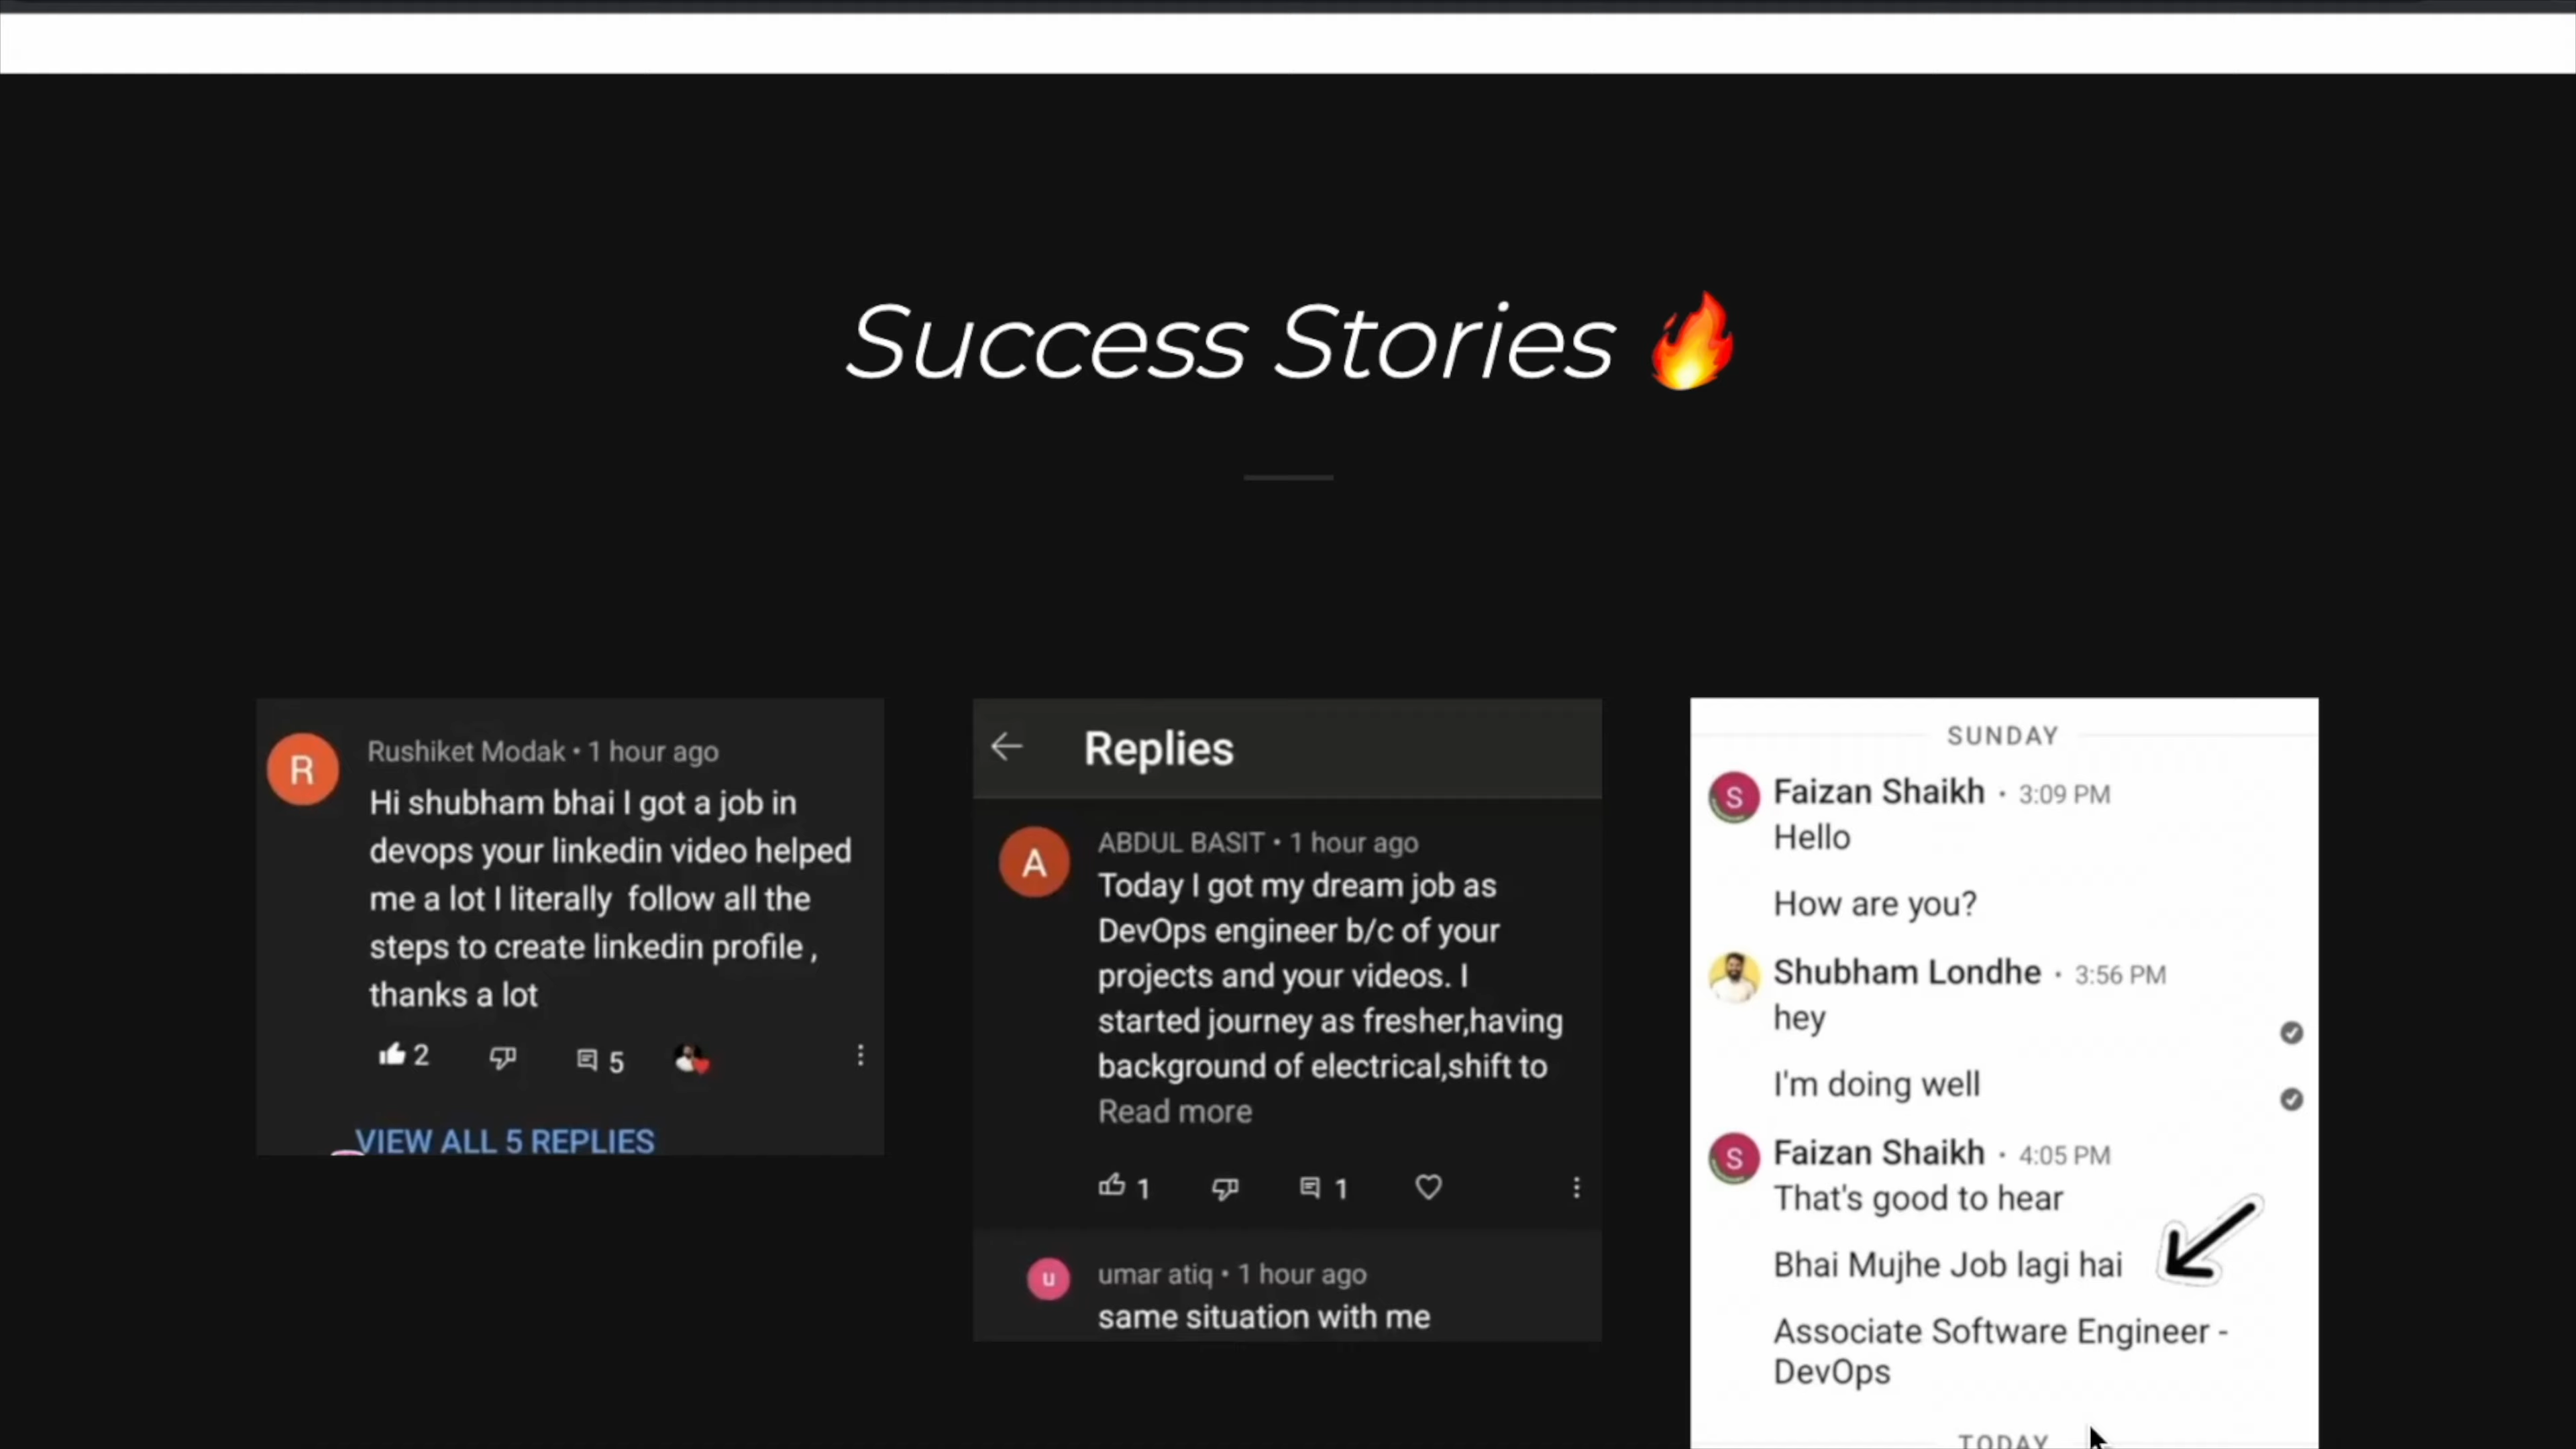 Success Stories 🔥
R
Rushiket Modak • 1 hour ago
Hi shubham bhai I got a job in
devops your linkedin video helped
me a lot I literally  follow all the
steps to create linkedin profile ,
thanks a lot
2
5
VIEW ALL 5 REPLIES
Replies
A
ABDUL BASIT • 1 hour ago
Today I got my dream job as
DevOps engineer b/c of your
projects and your videos. I
started journey as fresher,having
background of electrical,shift to
Read more
1
1
u
umar atiq • 1 hour ago
same situation with me
SUNDAY
S
Faizan Shaikh • 3:09 PM
Hello
How are you?
Shubham Londhe • 3:56 PM
hey
I'm doing well
S
Faizan Shaikh • 4:05 PM
That's good to hear
Bhai Mujhe Job lagi hai
Associate Software Engineer -
DevOps
TODAY